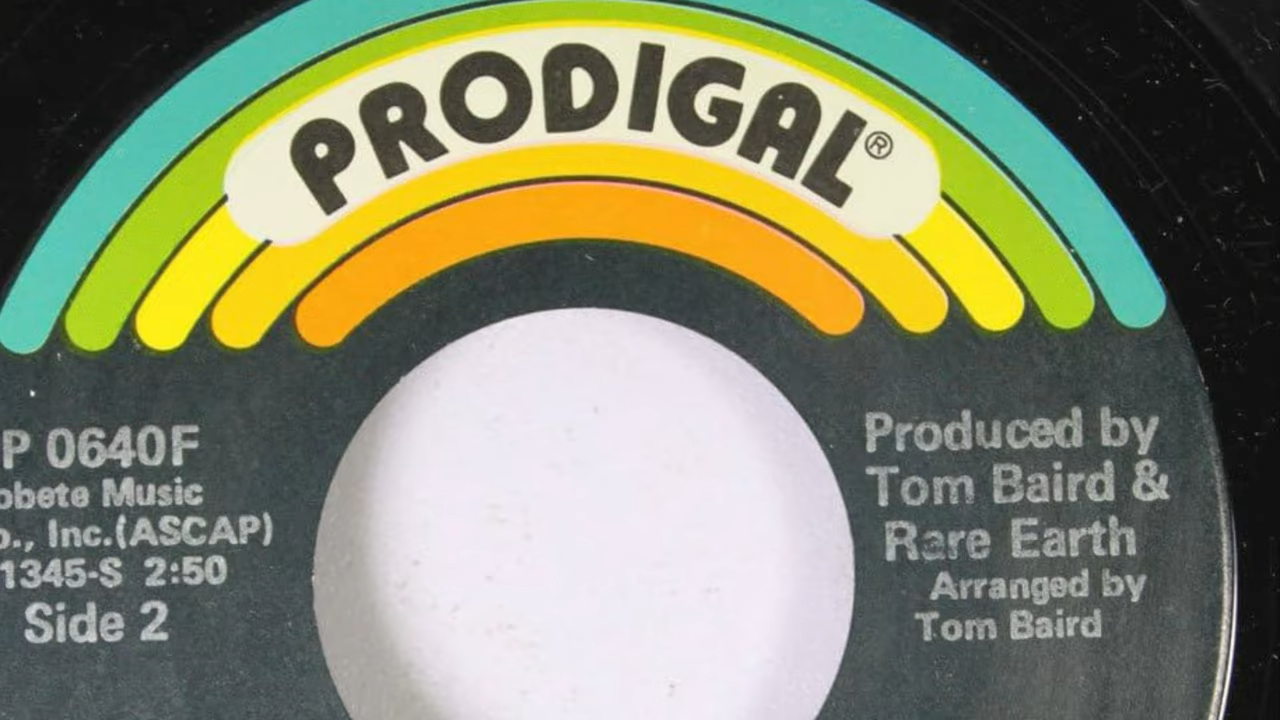 PRODIGAL®
P 0640F
obete Music
o., Inc.(ASCAP)
1345-S 2:50
Side 2
Produced by
Tom Baird &
Rare Earth
Arranged by
Tom Baird